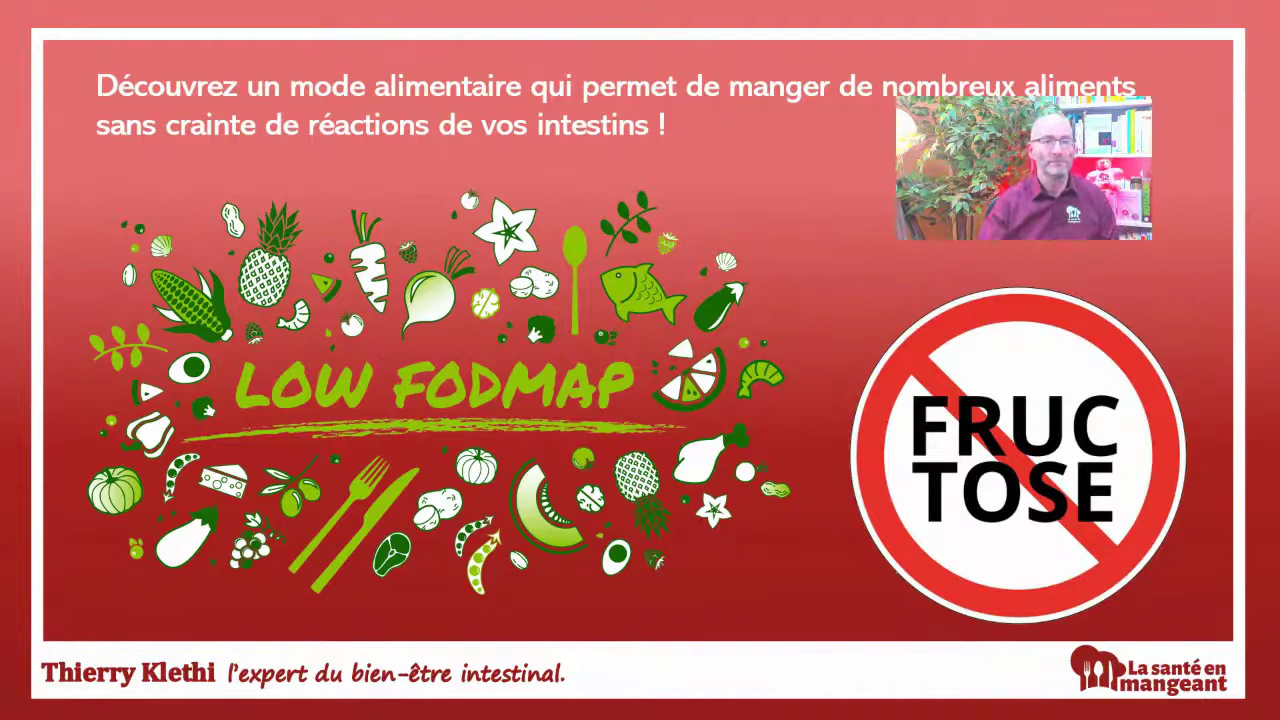 Découvrez un mode alimentaire qui permet de manger de nombreux aliments
sans crainte de réactions de vos intestins !
LOW FODMAP
FRUC
TOSE
Thierry Klethi l'expert du bien-être intestinal.
La santé en
mangeant